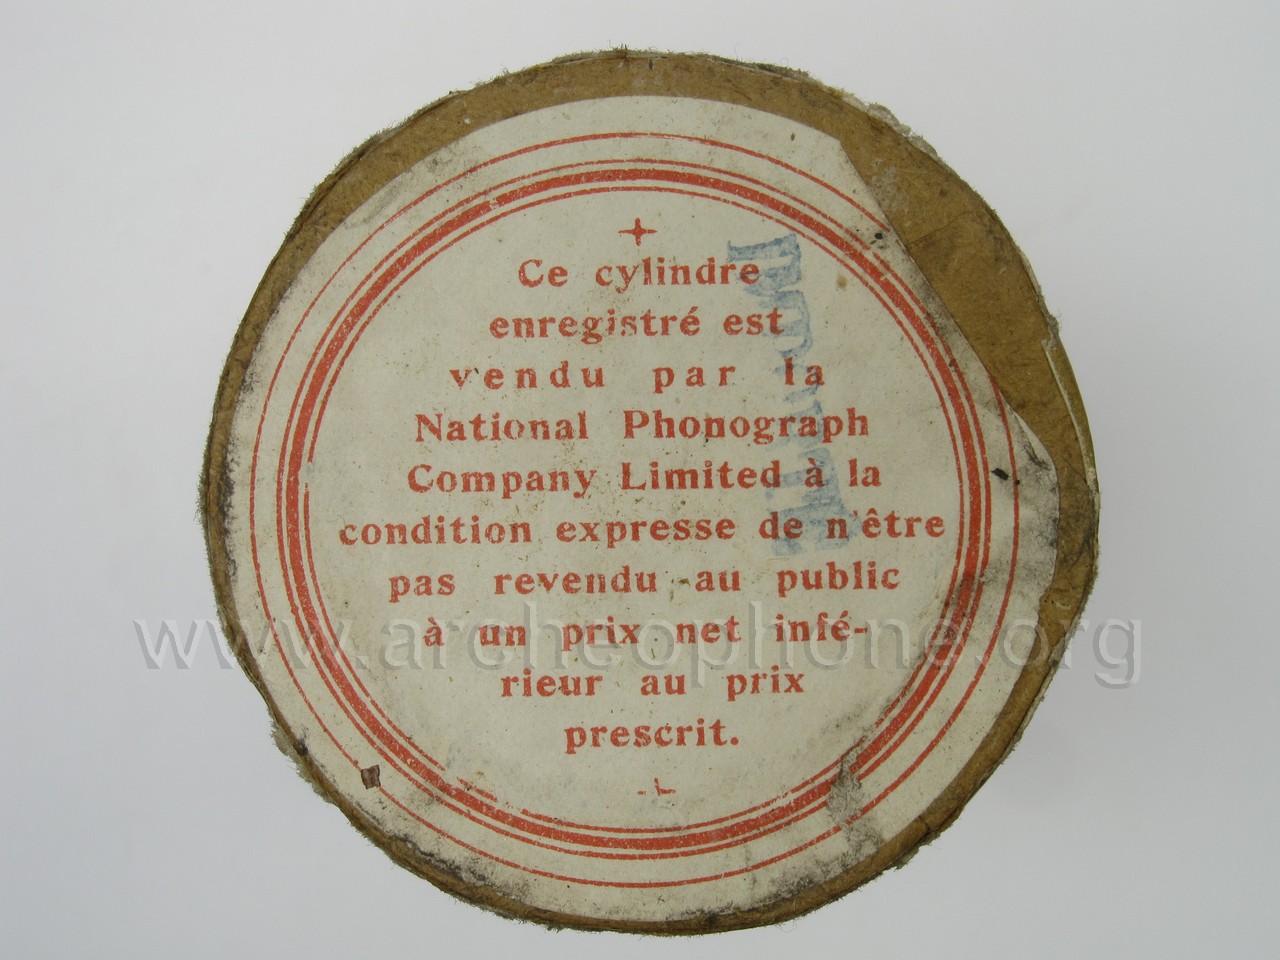 Ce cylindre
enregistré est
vendu par la
National Phonograph
Company Limited à la
condition expresse de n'être
pas revendu au public
à un prix net infé-
rieur au prix
prescrit.
www.archeophone.org